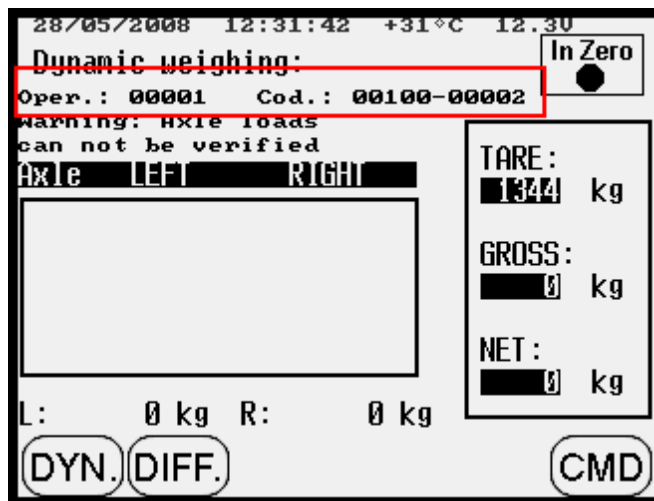 28/05/2008 12:31:42 +31°C 12.3V
Dynamic weighing:
In Zero
Oper.: 00001 Cod.: 00100-00002
Warning: Axle loads
can not be verified
Axle LEFT RIGHT
TARE:
1344 kg
GROSS:
0 kg
NET:
0 kg
L: 0 kg R: 0 kg
DYN. DIFF. CMD